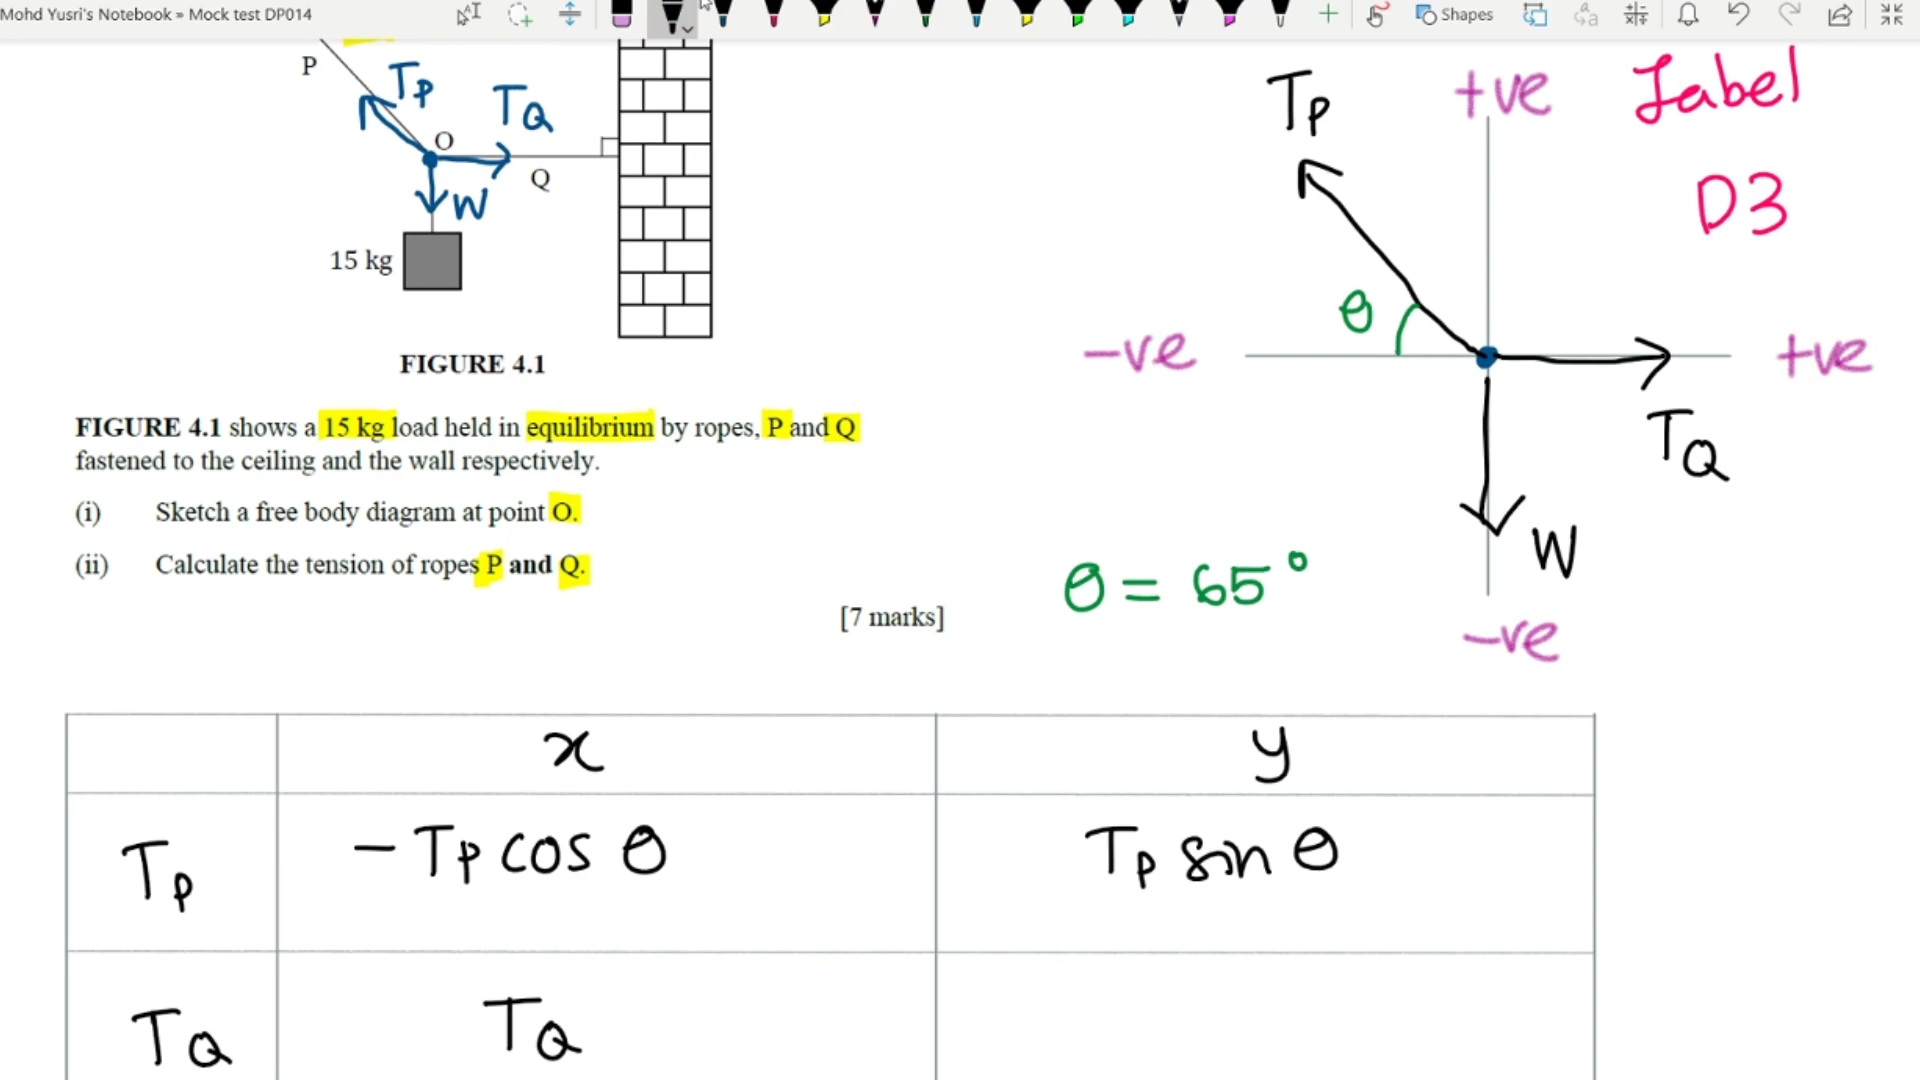 Mohd Yusri's Notebook » Mock test DP014
Shapes
P
Tp
TQ
O
Q
W
15 kg
FIGURE 4.1
FIGURE 4.1 shows a 15 kg load held in equilibrium by ropes, P and Q
fastened to the ceiling and the wall respectively.
(i) Sketch a free body diagram at point O.
(ii) Calculate the tension of ropes P and Q.
[7 marks]
Tp
+ve
Label
D3
θ
-ve
+ve
TQ
W
θ = 65°
-ve
x y
Tp - Tp cos θ Tp sin θ
TQ TQ